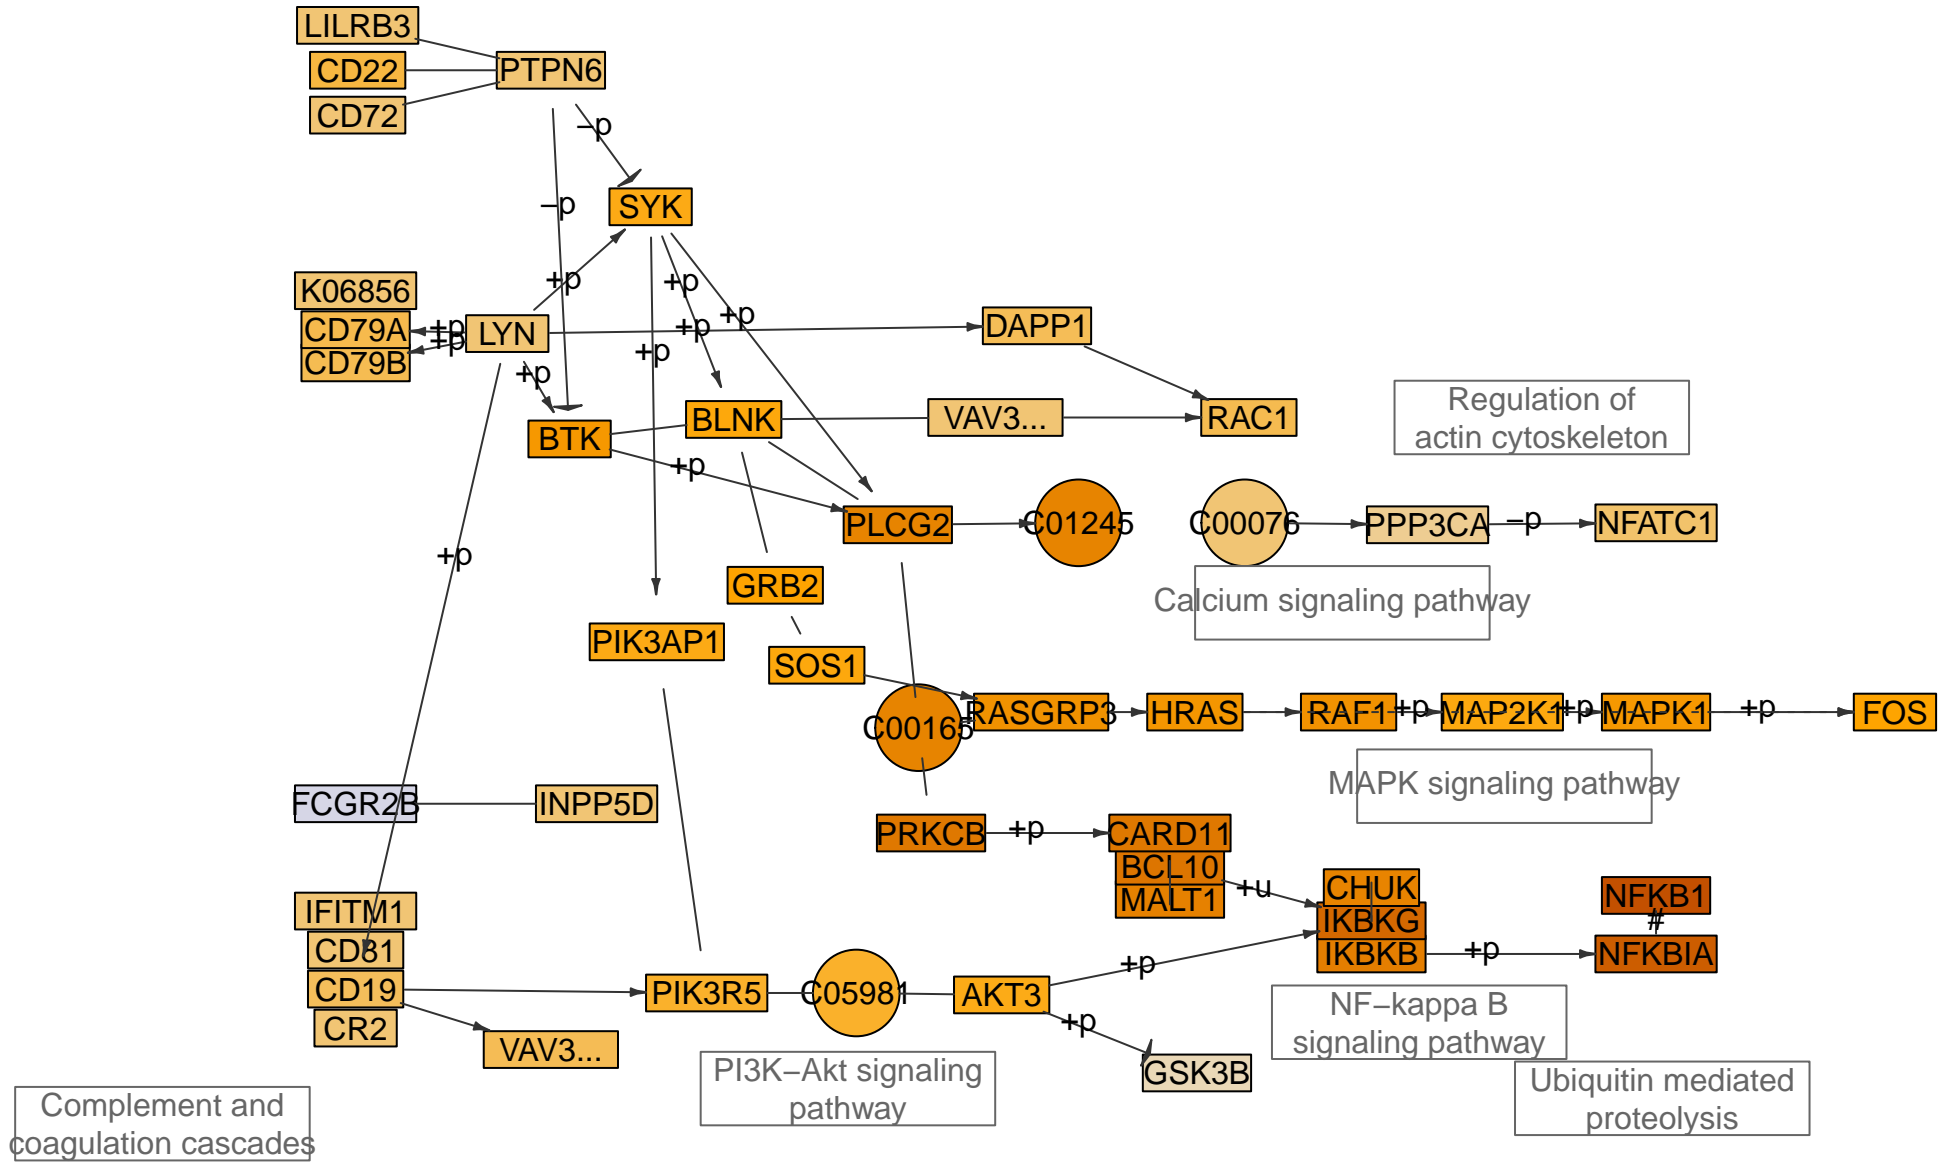 LILRB3
CD22
PTPN6
CD72
–p
SYK
–p
+p
+p
K06856
+p
CD79A
+p
LYN
+p
DAPP1
+p
CD79B
+p
+p
Regulation of
actin cytoskeleton
BTK
BLNK
VAV3...
RAC1
+p
PLCG2
C01245
C00076
PPP3CA
–p
NFATC1
+p
GRB2
Calcium signaling pathway
PIK3AP1
SOS1
C00165
RASGRP3
HRAS
RAF1
+p
MAP2K1
+p
MAPK1
+p
FOS
MAPK signaling pathway
FCGR2B
INPP5D
PRKCB
+p
CARD11
BCL10
MALT1
+u
CHUK
IKBKG
IKBKB
+p
NFKB1
#
NFKBIA
IFITM1
CD81
CD19
CR2
VAV3...
PIK3R5
C05981
AKT3
+p
+p
GSK3B
NF–kappa B
signaling pathway
PI3K–Akt signaling
pathway
Ubiquitin mediated
proteolysis
Complement and
coagulation cascades